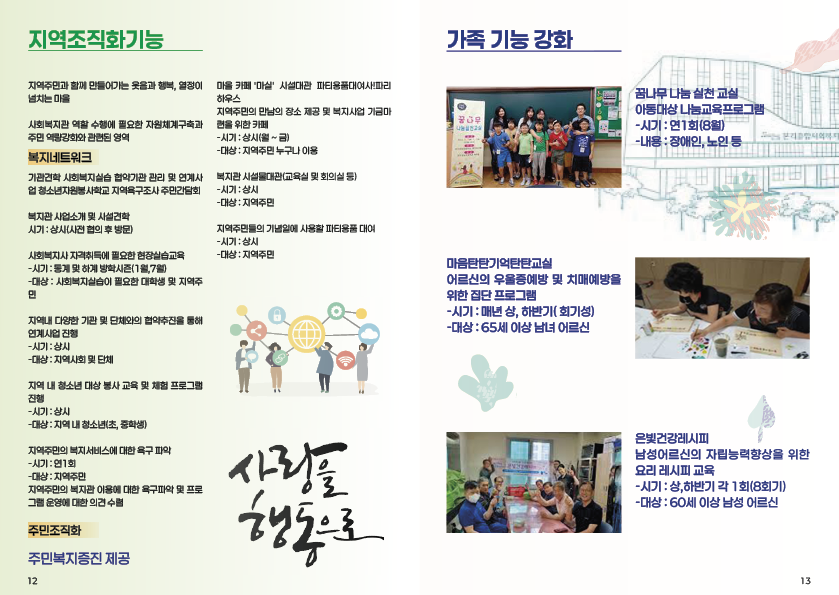 지역조직화기능
지역주민과 함께 만들어가는 웃음과 행복, 열정이
넘치는 마을
사회복지관 역할 수행에 필요한 자원체계구축과
주민 역량강화와 관련된 영역
복지네트워크
기관견학 사회복지실습 협약기관 관리 및 연계사
업 청소년자원봉사학교 지역욕구조사 주민간담회
복지관 사업소개 및 시설견학
시기 : 상시(사전 협의 후 방문)
사회복지사 자격취득에 필요한 현장실습교육
-시기 : 동계 및 하계 방학시즌(1월,7월)
-대상 : 사회복지실습이 필요한 대학생 및 지역주
민
지역내 다양한 기관 및 단체와의 협약추진을 통해
연계사업 진행
-시기 : 상시
-대상 : 지역사회 및 단체
지역 내 청소년 대상 봉사 교육 및 체험 프로그램
진행
-시기 : 상시
-대상 : 지역 내 청소년(초, 중학생)
지역주민의 복지서비스에 대한 욕구 파악
-시기 : 연1회
-대상 : 지역주민
지역주민의 복지관 이용에 대한 욕구파악 및 프로
그램 운영에 대한 의견 수렴
주민조직화
주민복지증진 제공
12
마을 카페 '마실' 시설대관 파티용품대여사!파리
하우스
지역주민의 만남의 장소 제공 및 복지사업 기금마
련을 위한 카페
-시기 : 상시(월 ~ 금)
-대상 : 지역주민 누구나 이용
복지관 시설물대관(교육실 및 회의실 등)
-시기 : 상시
-대상 : 지역주민
지역주민들의 기념일에 사용할 파티용품 대여
-시기 : 상시
-대상 : 지역주민
사랑을
행동으로
가족 기능 강화
꿈나무
나눔실천교실
꿈나무 나눔 실천 교실
아동대상 나눔교육프로그램
-시기 : 연1회(8월)
-내용 : 장애인, 노인 등
마음탄탄기억탄탄교실
어르신의 우울증예방 및 치매예방을
위한 집단 프로그램
-시기 : 매년 상, 하반기( 회기성)
-대상 : 65세 이상 남녀 어르신
은빛건강레시피
남성어르신의 자립능력향상을 위한
요리 레시피 교육
-시기 : 상,하반기 각 1회(8회기)
-대상 : 60세 이상 남성 어르신
13